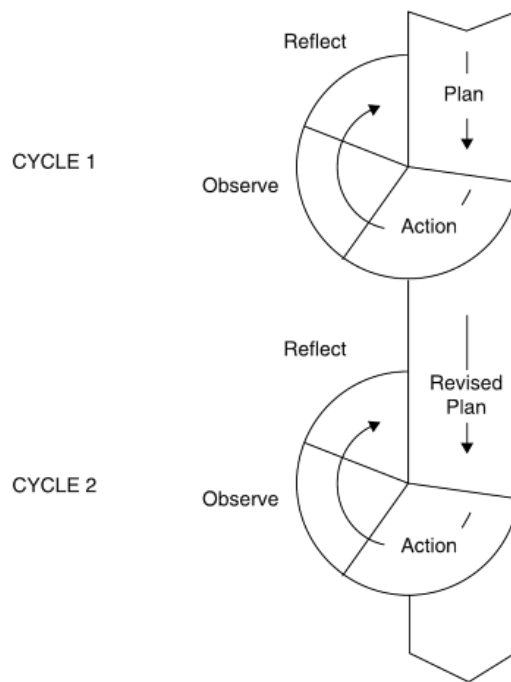 Reflect
Plan
CYCLE 1
Observe
Action
Reflect
Revised
Plan
CYCLE 2
Observe
Action